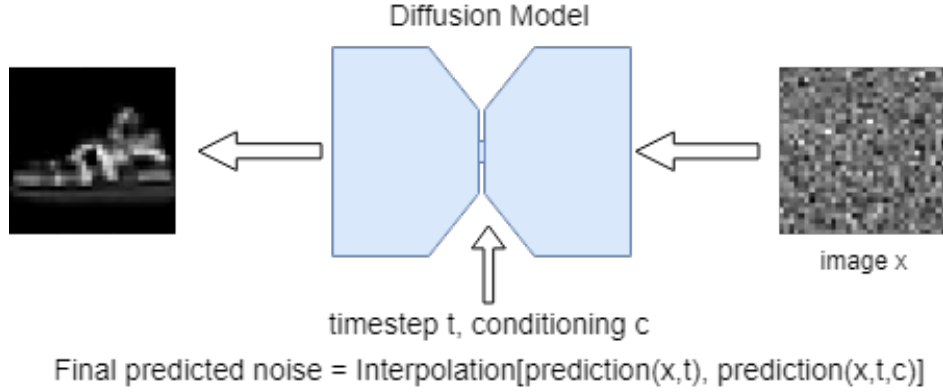 Diffusion Model
image x
timestep t, conditioning c
Final predicted noise = Interpolation[prediction(x,t), prediction(x,t,c)]